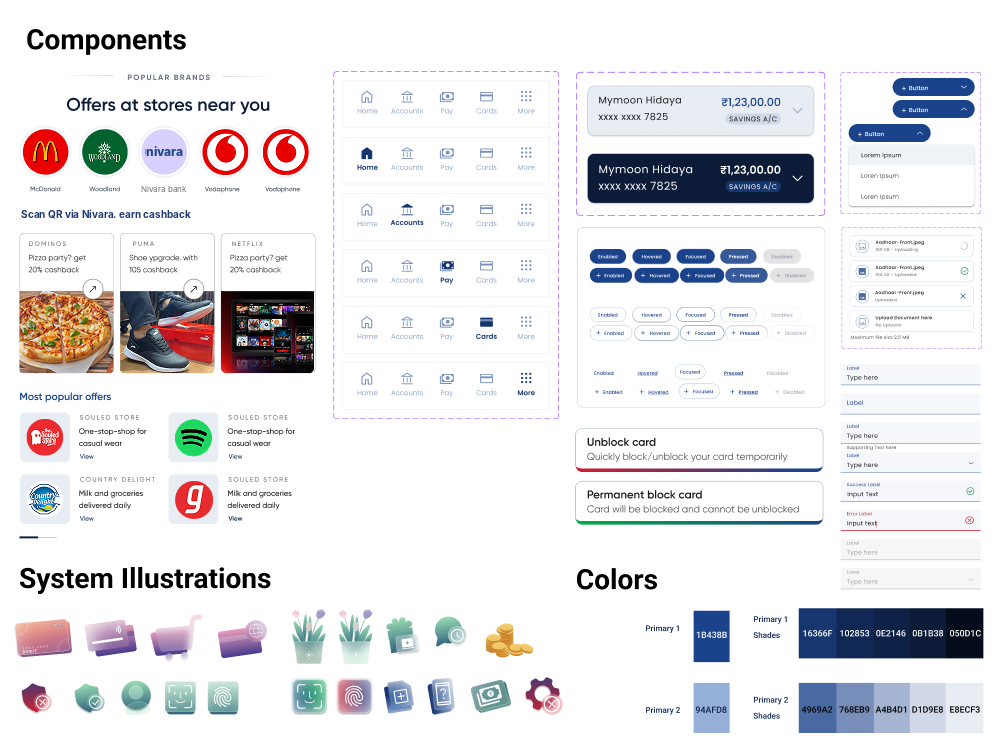 Components
POPULAR BRANDS
Offers at stores near you
WOODLAND
nivara
McDonald
Woodland
Nivara bank
Vodaphone
Vodaphone
Scan QR via Nivara. earn cashback
DOMINOS
Pizza party? get
20% cashback
PUMA
Shoe upgrade. with
10$ cashback
NETFLIX
Pizza party? get
20% cashback
Most popular offers
The
Souled
Store
SOULED STORE
One-stop-shop for
casual wear
View
SOULED STORE
One-stop-shop for
casual wear
View
Country
Delight
COUNTRY DELIGHT
Milk and groceries
delivered daily
View
g
SOULED STORE
Milk and groceries
delivered daily
View
Home Accounts Pay Cards More
Home Accounts Pay Cards More
Home Accounts Pay Cards More
Home Accounts Pay Cards More
Home Accounts Pay Cards More
Home Accounts Pay Cards More
Mymoon Hidaya ₹1,23,00.00
xxxx xxxx 7825 SAVINGS A/C
Mymoon Hidaya ₹1,23,00.00
xxxx xxxx 7825 SAVINGS A/C
Enabled Hovered Focused Pressed Disabled
+ Enabled + Hovered + Focused + Pressed + Disabled
Enabled Hovered Focused Pressed Disabled
+ Enabled + Hovered + Focused + Pressed + Disabled
Enabled Hovered Focused Pressed Disabled
+ Enabled + Hovered + Focused + Pressed + Disabled
Unblock card
Quickly block/unblock your card temporarily
Permanent block card
Card will be blocked and cannot be unblocked
+ Button
+ Button
+ Button
Lorem Ipsum
Loren Ipsum
Loren Ipsum
Aadhaar-Front.jpeg
Uploading
Aadhaar-Front.jpeg
Uploaded
Aadhaar-Front.jpeg
Uploaded
Upload Document here
No Uploads
Maximum file size 2.0 MB
Label
Type here
Label
Label
Type here
Supporting Text here
Label
Type here
Success Label
Input Text
Error Label
Input text
Label
Type here
Label
Type here
System Illustrations
Colors
Primary 1
1B438B
Primary 1
Shades
16366F 102853 0E2146 0B1B38 050D1C
Primary 2
94AFD8
Primary 2
Shades
4969A2 768EB9 A4B4D1 D1D9E8 E8ECF3